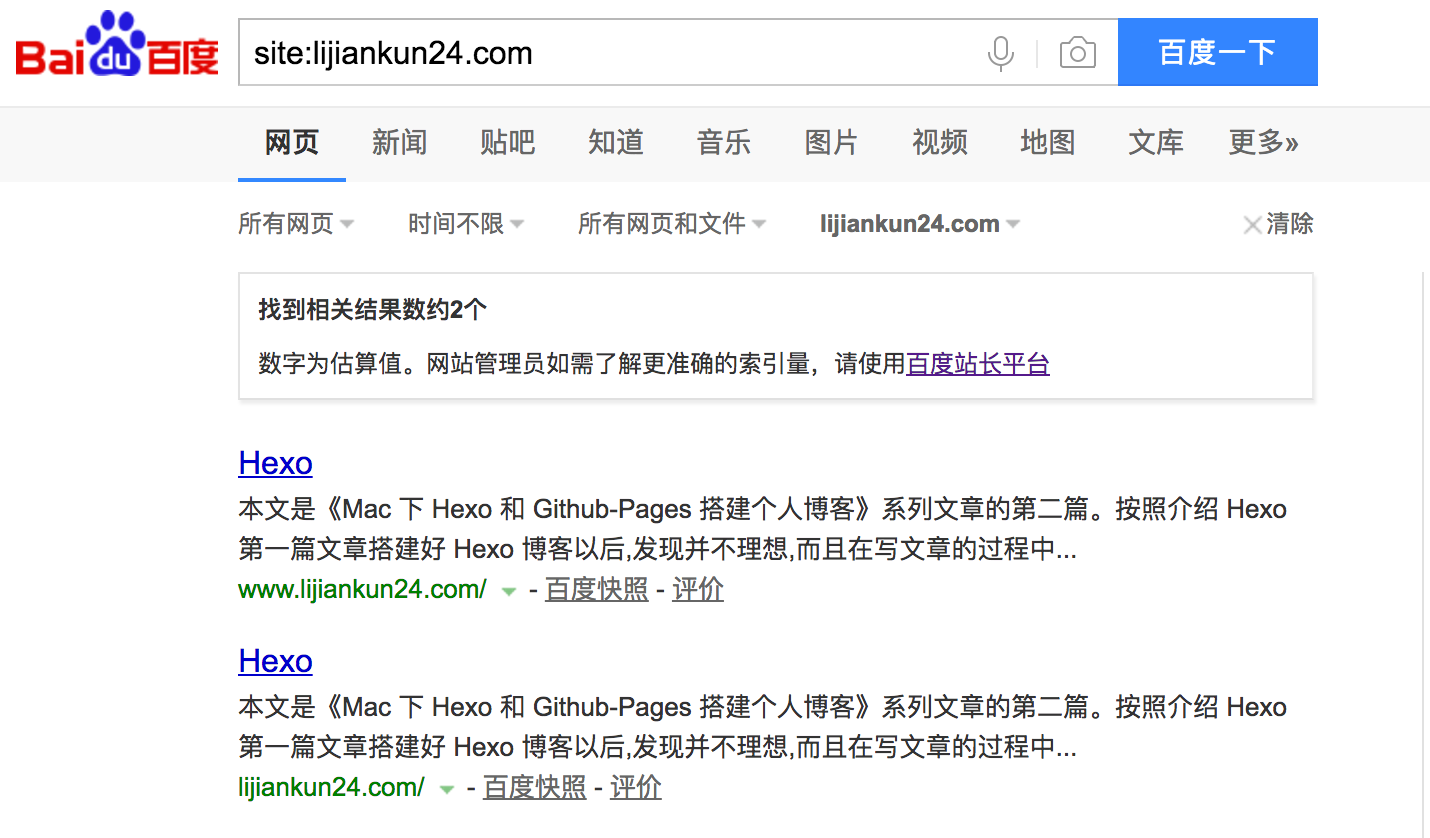 Baidu百度 site:lijiankun24.com 百度一下
网页 新闻 贴吧 知道 音乐 图片 视频 地图 文库 更多»
所有网页 时间不限 所有网页和文件 lijiankun24.com 清除
找到相关结果数约2个
数字为估算值。网站管理员如需了解更准确的索引量，请使用百度站长平台
Hexo
本文是《Mac 下 Hexo 和 Github-Pages 搭建个人博客》系列文章的第二篇。按照介绍 Hexo
第一篇文章搭建好 Hexo 博客以后,发现并不理想,而且在写文章的过程中...
www.lijiankun24.com/ - 百度快照 - 评价
Hexo
本文是《Mac 下 Hexo 和 Github-Pages 搭建个人博客》系列文章的第二篇。按照介绍 Hexo
第一篇文章搭建好 Hexo 博客以后,发现并不理想,而且在写文章的过程中...
lijiankun24.com/ - 百度快照 - 评价